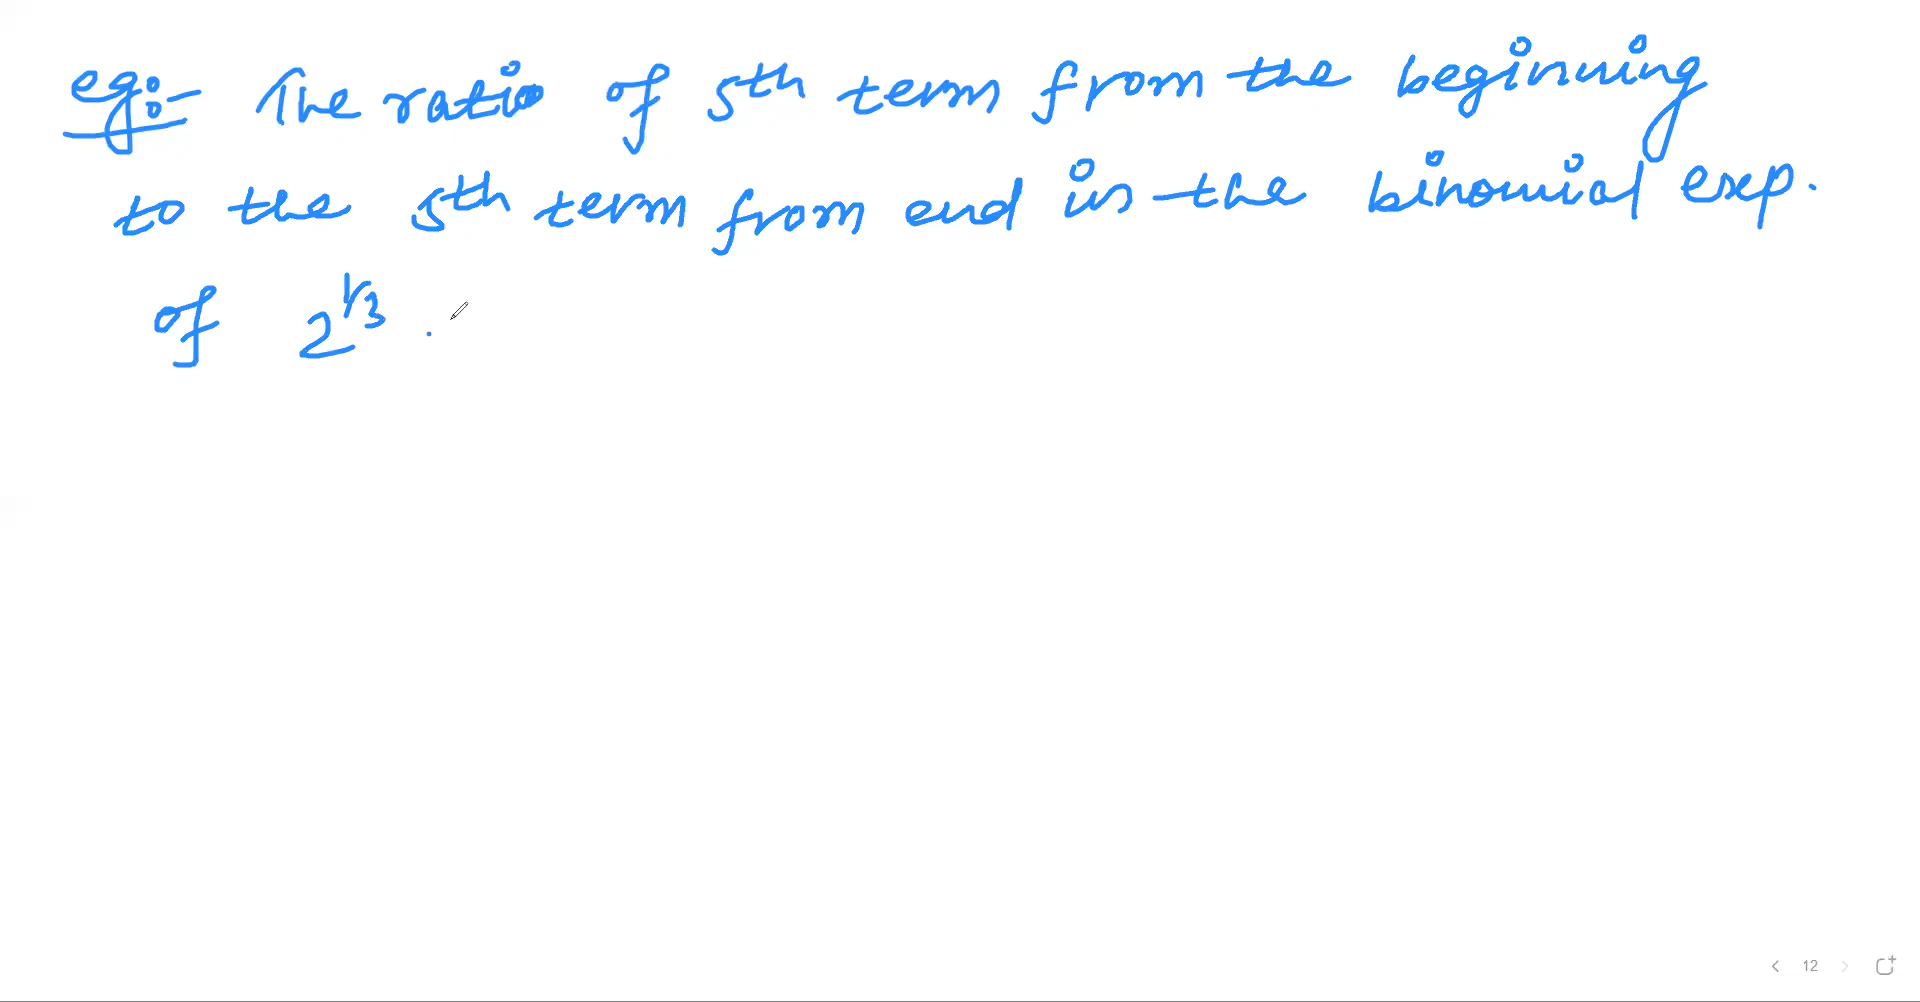 eg:- The ratio of 5th term from the beginning
to the 5th term from end in the binomial exp.
of 2^1/3 .
12